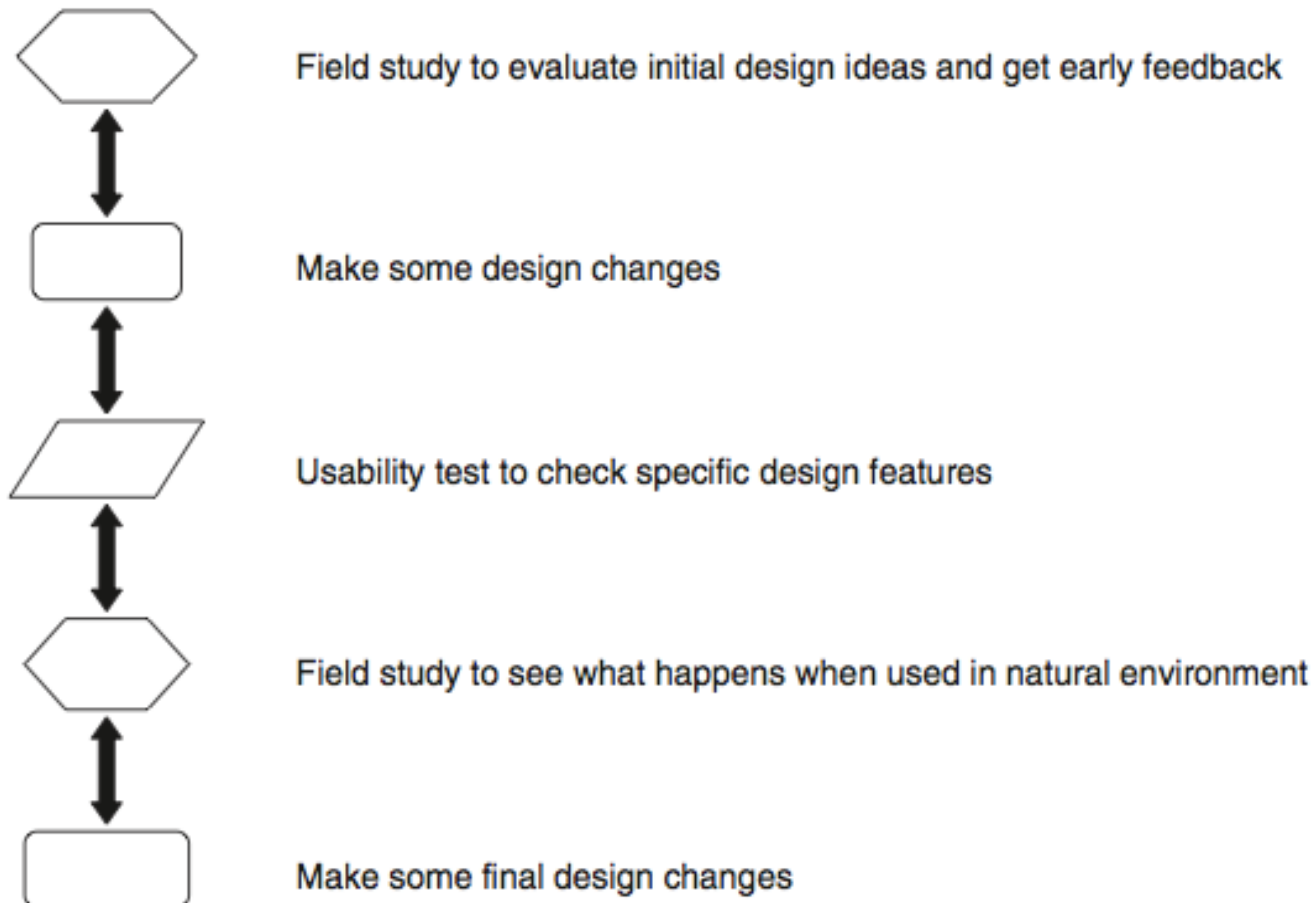 Field study to evaluate initial design ideas and get early feedback
Make some design changes
Usability test to check specific design features
Field study to see what happens when used in natural environment
Make some final design changes